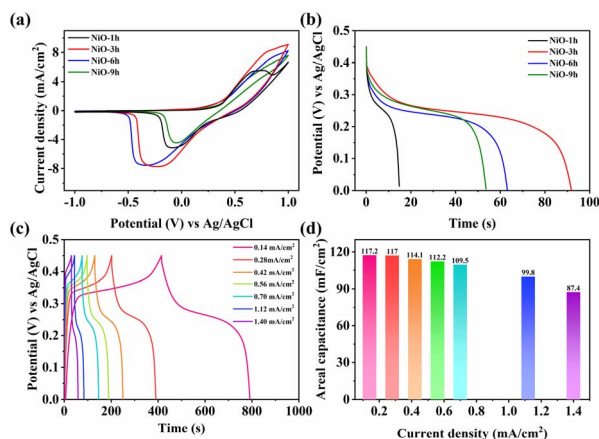 (a)
NiO-1h
NiO-3h
NiO-6h
NiO-9h
Current density (mA/cm²)
8
4
0
-4
-8
-1.0 -0.5 0.0 0.5 1.0
Potential (V) vs Ag/AgCl
(b)
NiO-1h
NiO-3h
NiO-6h
NiO-9h
Potential (V) vs Ag/AgCl
0.5
0.4
0.3
0.2
0.1
0.0
0 20 40 60 80 100
Time (s)
(c)
0.14 mA/cm²
0.28mA/cm²
0.42 mA/cm²
0.56 mA/cm²
0.70 mA/cm²
1.12 mA/cm²
1.40 mA/cm²
Potential (V) vs Ag/AgCl
0.5
0.4
0.3
0.2
0.1
0.0
0 200 400 600 800 1000
Time (s)
(d)
117.2 117 114.1 112.2 109.5 99.8 87.4
Areal capacitance (mF/cm²)
120
90
60
30
0
0.2 0.4 0.6 0.8 1.0 1.2 1.4
Current density (mA/cm²)